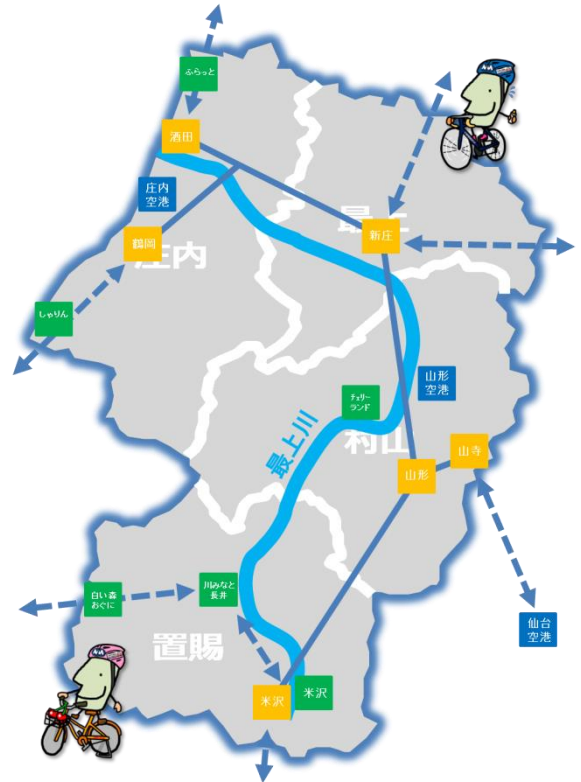 ふらっと
酒田
庄内
空港
鶴岡
庄内
しゃりん
最上
新庄
山形
空港
チェリー
ランド
村山
山寺
山形
最上川
川みなと
長井
白い森
おぐに
仙台
空港
置賜
米沢
米沢